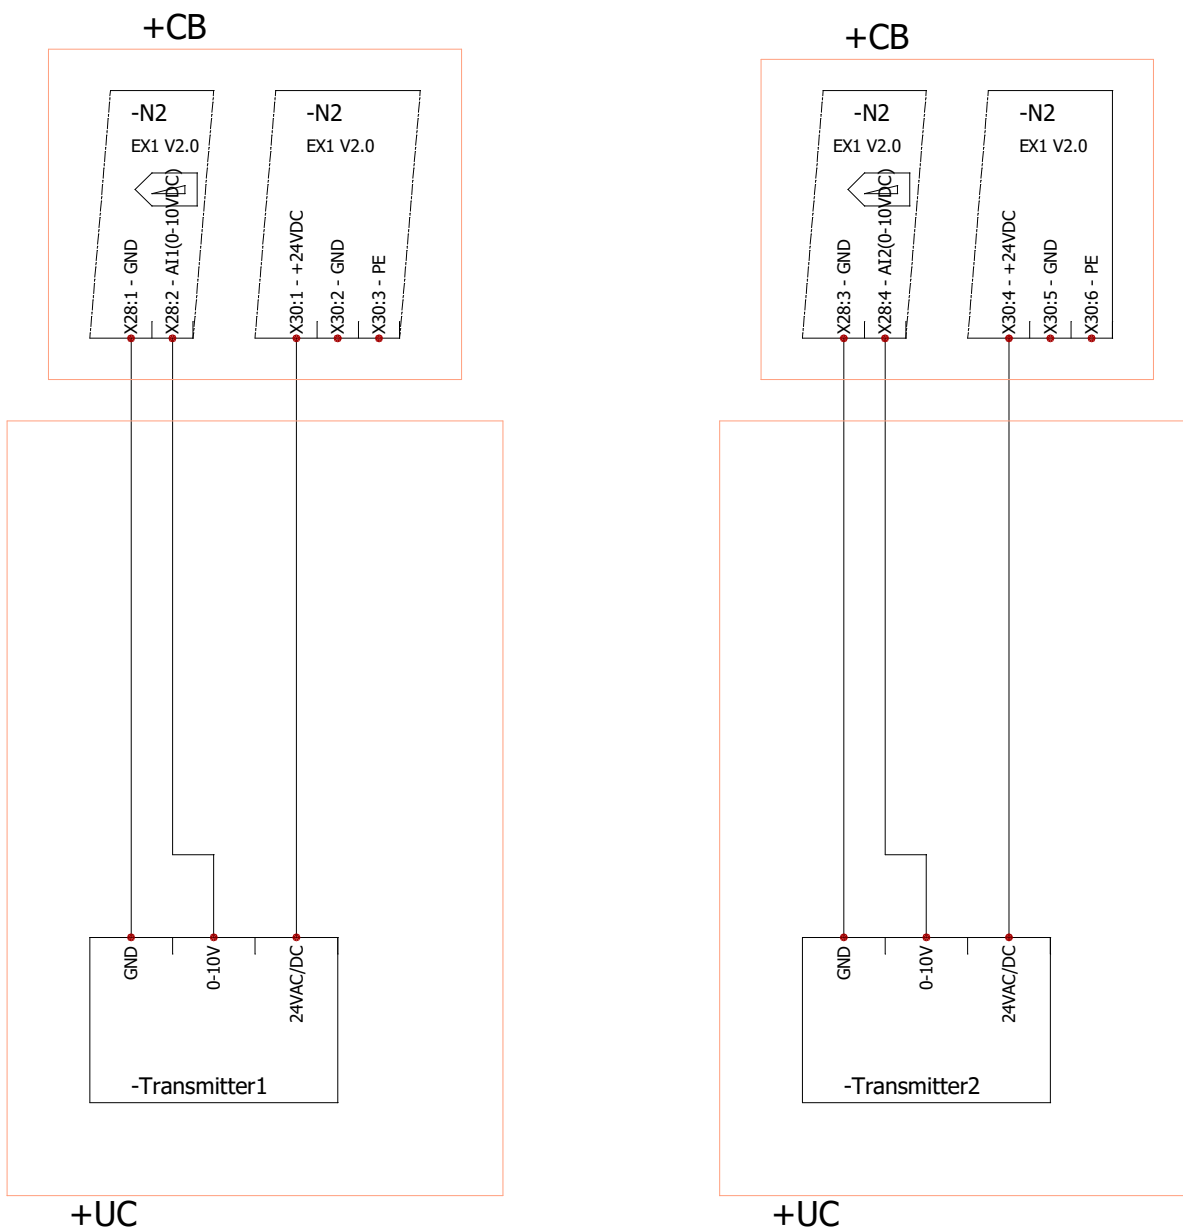 +CB
-N2
EX1 V2.0
X28:1 - GND
X28:2 - AI1(0-10VDC)
-N2
EX1 V2.0
X30:1 - +24VDC
X30:2 - GND
X30:3 - PE
GND
0-10V
24VAC/DC
-Transmitter1
+UC
+CB
-N2
EX1 V2.0
X28:3 - GND
X28:4 - AI2(0-10VDC)
-N2
EX1 V2.0
X30:4 - +24VDC
X30:5 - GND
X30:6 - PE
GND
0-10V
24VAC/DC
-Transmitter2
+UC